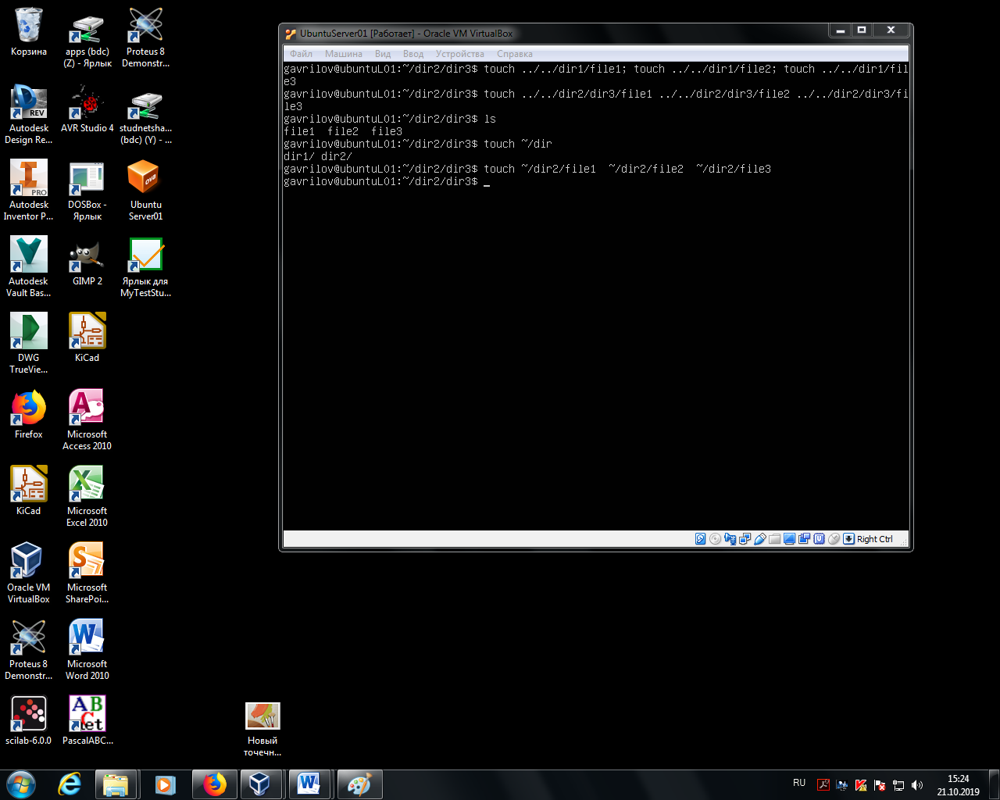 Корзина
apps (bdc)
(Z) - Ярлык
Proteus 8
Demonstr...
Autodesk
Design Re...
AVR Studio 4
studnetsha...
(bdc) (Y) - ...
Autodesk
Inventor P...
DOSBox -
Ярлык
Ubuntu
Server01
Autodesk
Vault Bas...
GIMP 2
Ярлык для
MyTestStu...
DWG
TrueVie...
KiCad
Firefox
Microsoft
Access 2010
KiCad
Microsoft
Excel 2010
Oracle VM
VirtualBox
Microsoft
SharePoi...
Proteus 8
Demonstr...
Microsoft
Word 2010
scilab-6.0.0
PascalABC...
Новый
точечн...
REV
PRO
ova
ABC
Net
UbuntuServer01 [Работает] - Oracle VM VirtualBox
Файл Машина Вид Ввод Устройства Справка
gavrilov@ubuntuL01:~/dir2/dir3$ touch ../../dir1/file1; touch ../../dir1/file2; touch ../../dir1/fil
e3
gavrilov@ubuntuL01:~/dir2/dir3$ touch ../../dir2/dir3/file1 ../../dir2/dir3/file2 ../../dir2/dir3/fi
le3
gavrilov@ubuntuL01:~/dir2/dir3$ ls
file1  file2  file3
gavrilov@ubuntuL01:~/dir2/dir3$ touch ~/dir
dir1/ dir2/
gavrilov@ubuntuL01:~/dir2/dir3$ touch ~/dir2/file1  ~/dir2/file2  ~/dir2/file3
gavrilov@ubuntuL01:~/dir2/dir3$ _
Right Ctrl
RU
15:24
21.10.2019